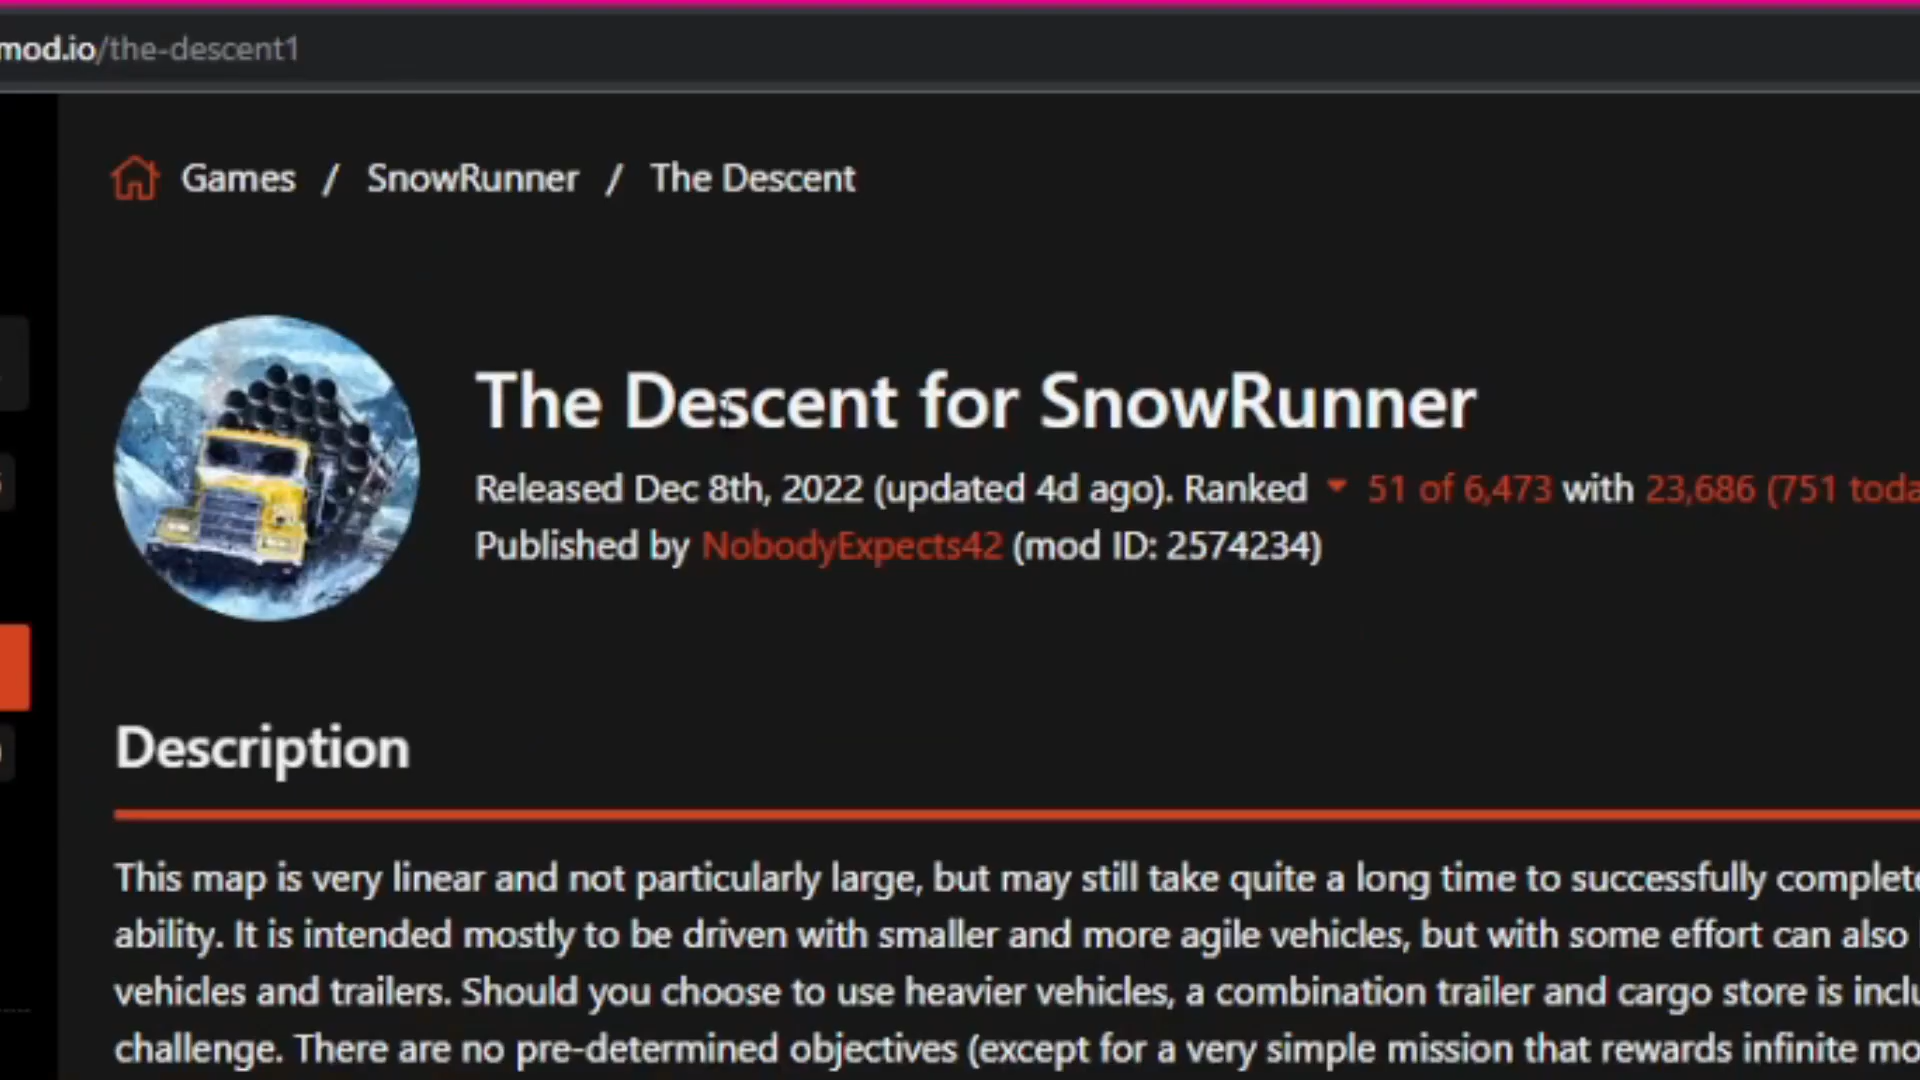 mod.io/the-descent1
Games / SnowRunner / The Descent
The Descent for SnowRunner
Released Dec 8th, 2022 (updated 4d ago). Ranked 51 of 6,473 with 23,686 (751
Published by NobodyExpects42 (mod ID: 2574234)
Description
This map is very linear and not particularly large, but may still take quite a long time to successfully
ability. It is intended mostly to be driven with smaller and more agile vehicles, but with some effort can also
vehicles and trailers. Should you choose to use heavier vehicles, a combination trailer and cargo store is
challenge. There are no pre-determined objectives (except for a very simple mission that rewards infinite